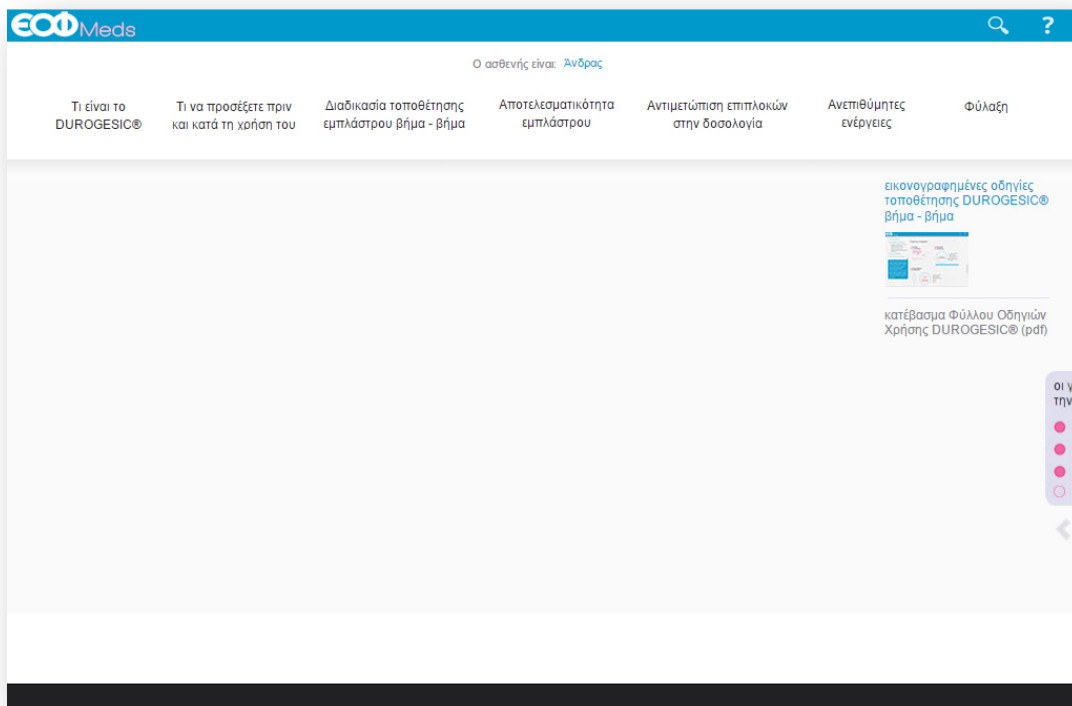 ΕΟΦMeds
?
Ο ασθενής είναι: Άνδρας
Τι είναι το
DUROGESIC®
Τι να προσέξετε πριν
και κατά τη χρήση του
Διαδικασία τοποθέτησης
εμπλάστρου βήμα - βήμα
Αποτελεσματικότητα
εμπλάστρου
Αντιμετώπιση επιπλοκών
στην δοσολογία
Ανεπιθύμητες
ενέργειες
Φύλαξη
εικονογραφημένες οδηγίες
τοποθέτησης DUROGESIC®
βήμα - βήμα
κατέβασμα Φύλλου Οδηγιών
Χρήσης DUROGESIC® (pdf)
οι γ
την